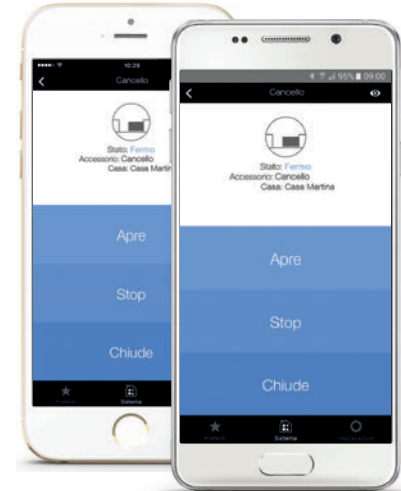 10:29
Cancello
Stato: Fermo
Accessorio: Cancello
Casa: Casa Martin
Apre
Stop
Chiude
Sistema
95% 09:00
Cancello
Stato: Fermo
Accessorio: Cancello
Casa: Casa Martina
Apre
Stop
Chiude
Sistema